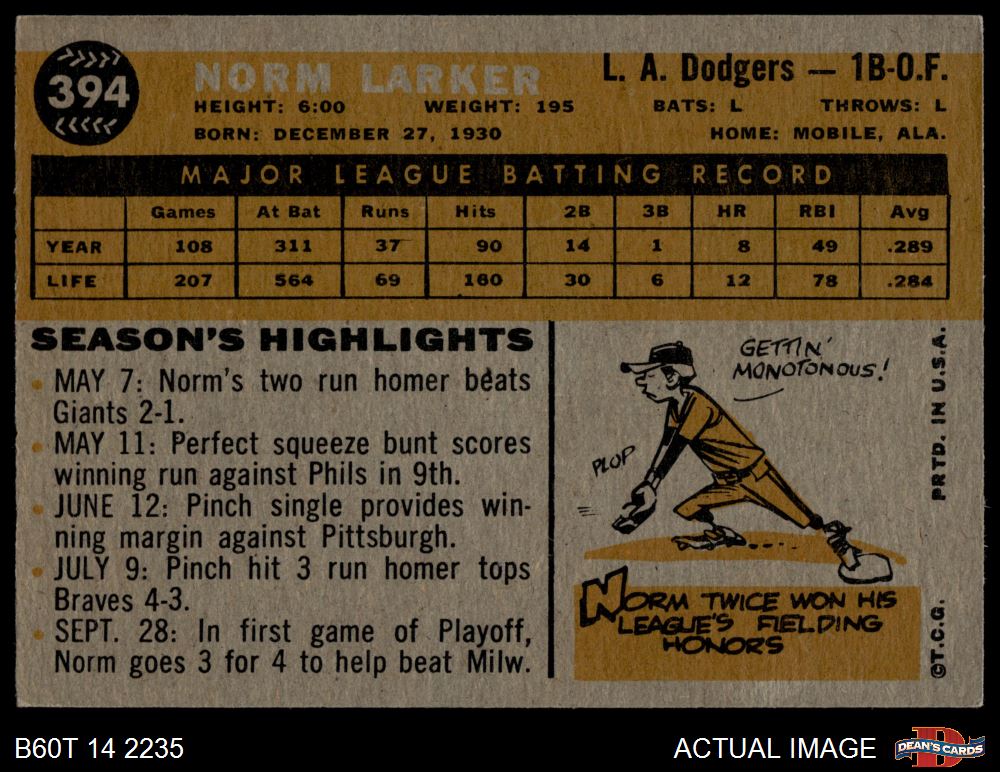 394
NORM LARKER
L. A. Dodgers — 1B-O.F.
HEIGHT: 6:00 WEIGHT: 195 BATS: L THROWS: L
BORN: DECEMBER 27, 1930 HOME: MOBILE, ALA.
MAJOR LEAGUE BATTING RECORD
Games At Bat Runs Hits 2B 3B HR RBI Avg
YEAR 108 311 37 90 14 1 8 49 .289
LIFE 207 564 69 160 30 6 12 78 .284
SEASON'S HIGHLIGHTS
• MAY 7: Norm's two run homer beats
Giants 2-1.
• MAY 11: Perfect squeeze bunt scores
winning run against Phils in 9th.
• JUNE 12: Pinch single provides win-
ning margin against Pittsburgh.
• JULY 9: Pinch hit 3 run homer tops
Braves 4-3.
• SEPT. 28: In first game of Playoff,
Norm goes 3 for 4 to help beat Milw.
GETTIN'
MONOTONOUS!
PLOP
NORM TWICE WON HIS
LEAGUE'S FIELDING
HONORS
PRTD. IN U.S.A.
©T.C.G.
B60T 14 2235
ACTUAL IMAGE
D
DEAN'S CARDS